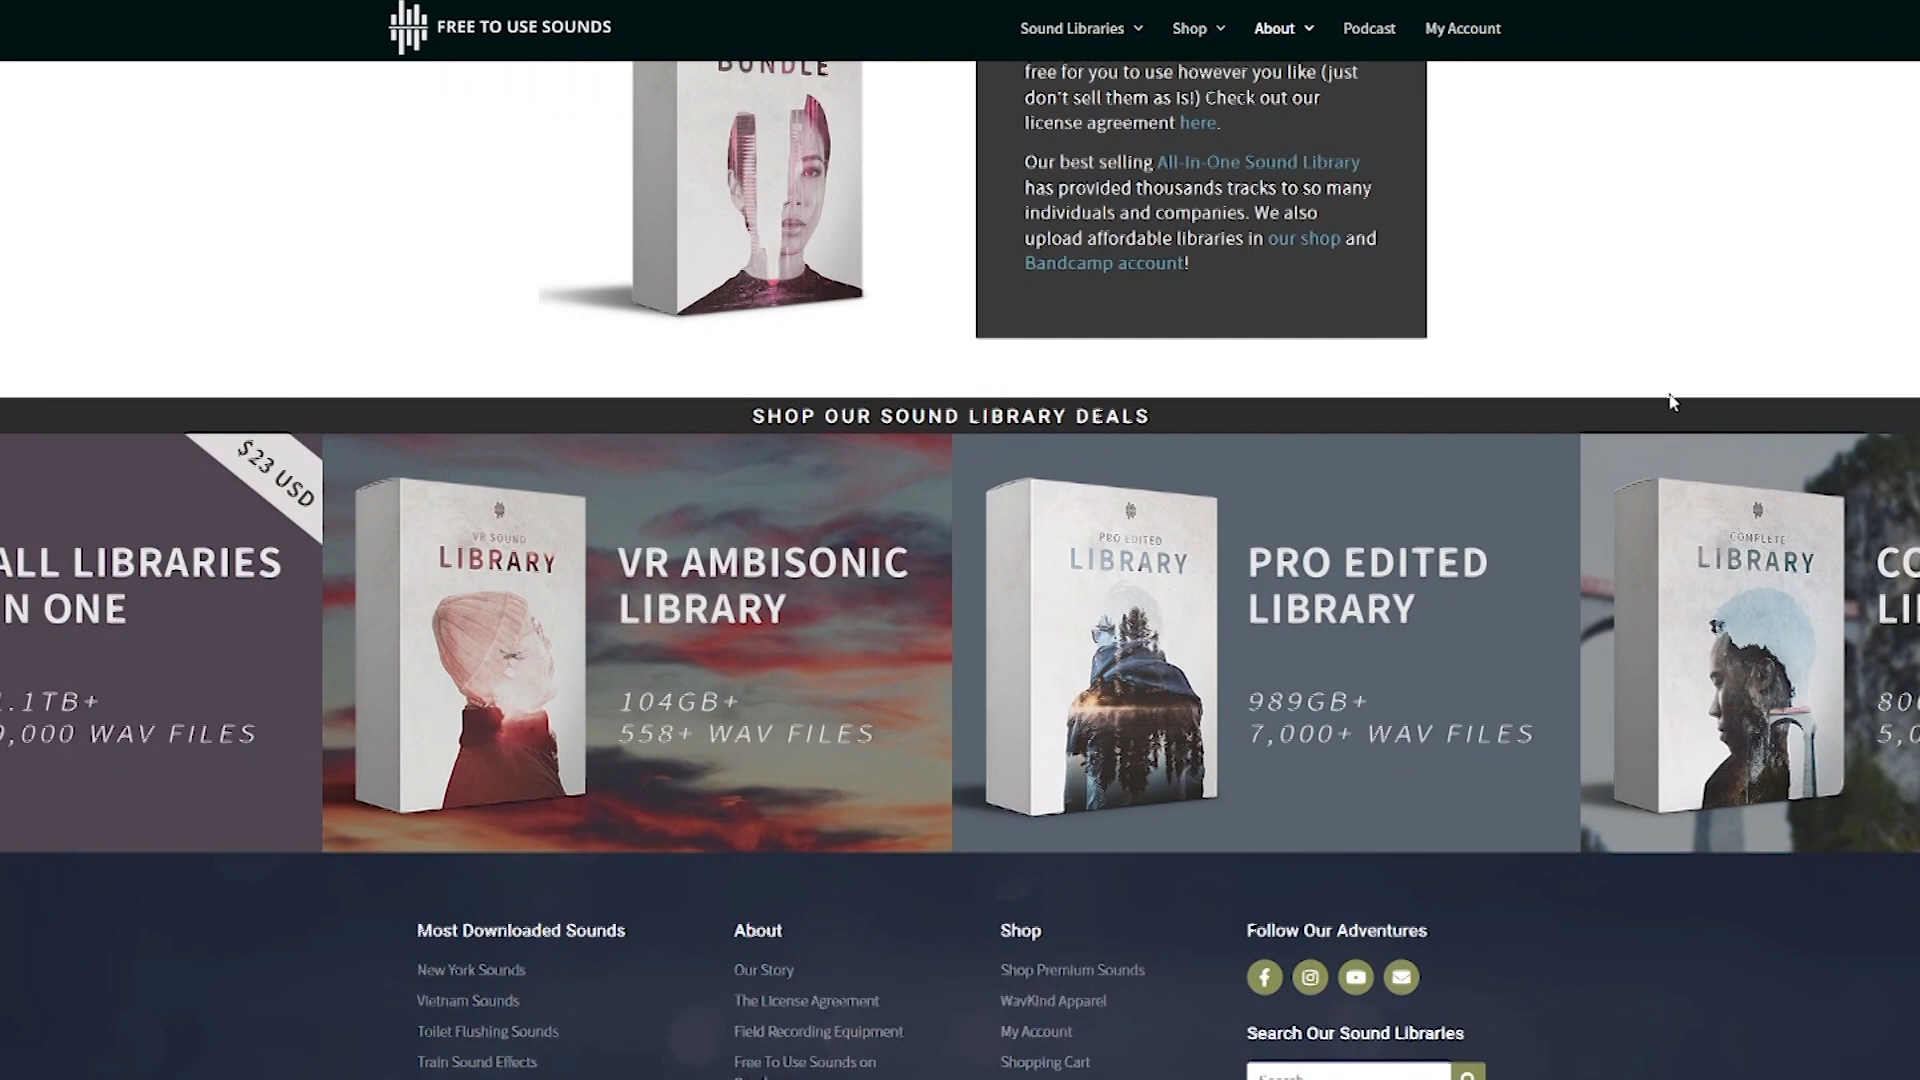 FREE TO USE SOUNDS
Sound Libraries
Shop
About
Podcast
My Account
BUNDLE
free for you to use however you like (just
don't sell them as is!) Check out our
license agreement here.
Our best selling All-In-One Sound Library
has provided thousands tracks to so many
individuals and companies. We also
upload affordable libraries in our shop and
Bandcamp account!
SHOP OUR SOUND LIBRARY DEALS
$23 USD
ALL LIBRARIES
N ONE
.1TB+
0,000 WAV FILES
VR SOUND
LIBRARY
VR AMBISONIC
LIBRARY
104GB+
558+ WAV FILES
PRO EDITED
LIBRARY
PRO EDITED
LIBRARY
989GB+
7,000+ WAV FILES
COMPLETE
LIBRARY
CO
LI
80
5,0
Most Downloaded Sounds
New York Sounds
Vietnam Sounds
Toilet Flushing Sounds
Train Sound Effects
About
Our Story
The License Agreement
Field Recording Equipment
Free To Use Sounds on
Shop
Shop Premium Sounds
WavKind Apparel
My Account
Shopping Cart
Follow Our Adventures
Search Our Sound Libraries